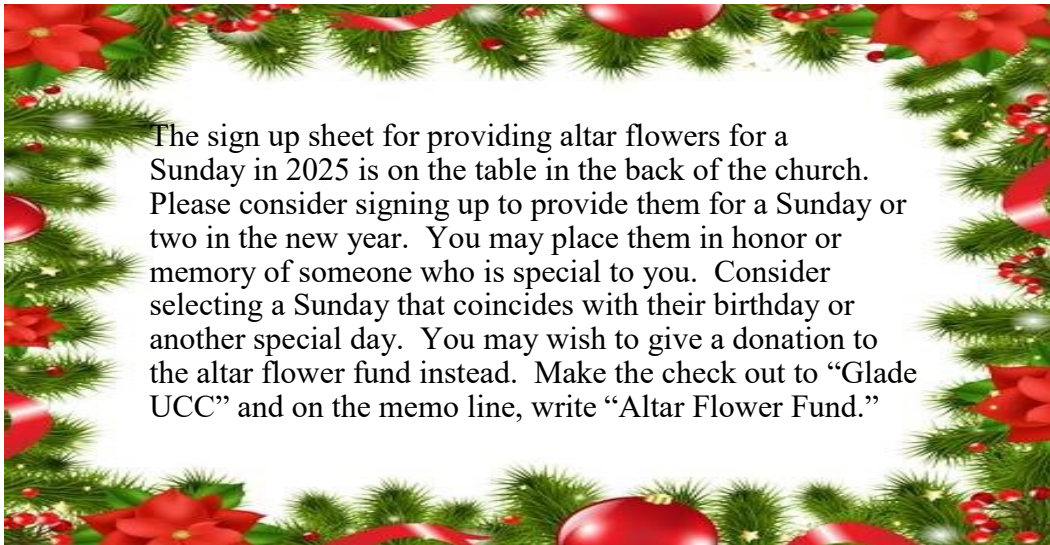 The sign up sheet for providing altar flowers for a
Sunday in 2025 is on the table in the back of the church.
Please consider signing up to provide them for a Sunday or
two in the new year.  You may place them in honor or
memory of someone who is special to you.  Consider
selecting a Sunday that coincides with their birthday or
another special day.  You may wish to give a donation to
the altar flower fund instead.  Make the check out to “Glade
UCC” and on the memo line, write “Altar Flower Fund.”